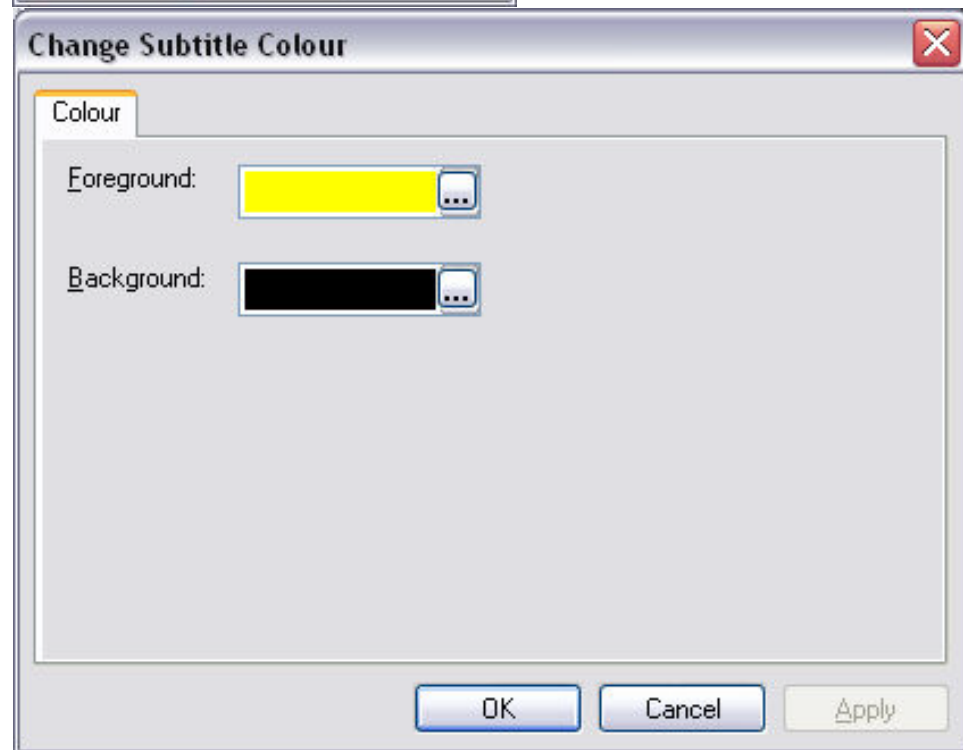 Change Subtitle Colour
Colour
Foreground:
...
Background:
...
OK Cancel Apply